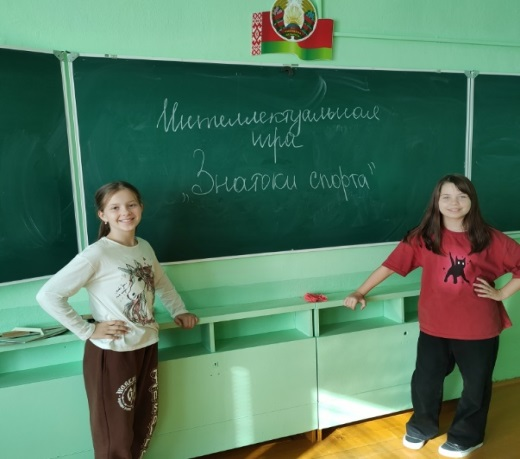 Интеллектуальная
игра
„Знатоки спорта"